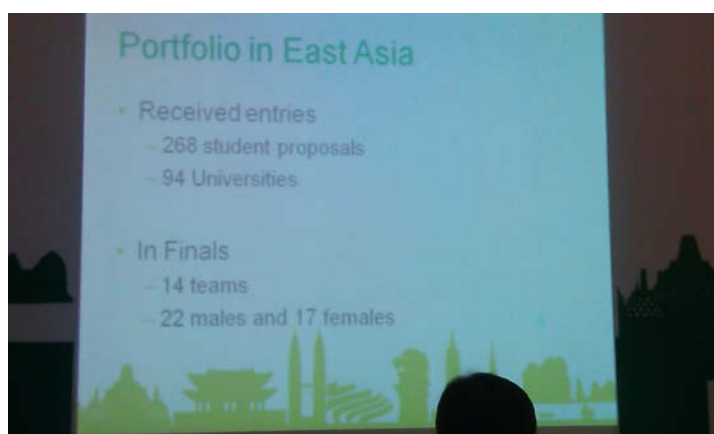 Portfolio in East Asia
• Received entries
– 268 student proposals
– 94 Universities
• In Finals
– 14 teams
– 22 males and 17 females